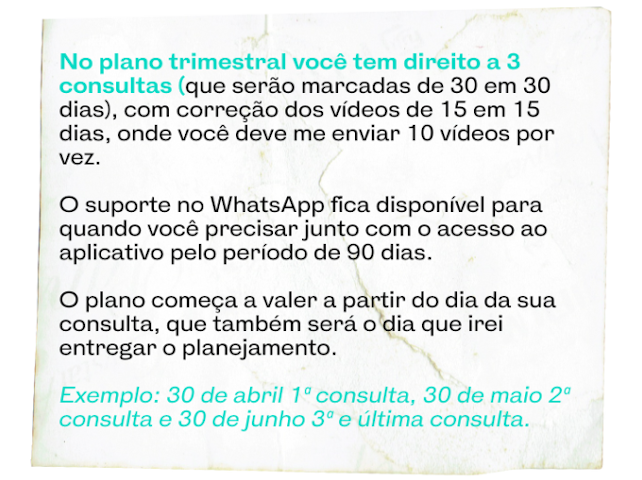 No plano trimestral você tem direito a 3
consultas (que serão marcadas de 30 em 30
dias), com correção dos vídeos de 15 em 15
dias, onde você deve me enviar 10 vídeos por
vez.
O suporte no WhatsApp fica disponível para
quando você precisar junto com o acesso ao
aplicativo pelo período de 90 dias.
O plano começa a valer a partir do dia da sua
consulta, que também será o dia que irei
entregar o planejamento.
Exemplo: 30 de abril 1ª consulta, 30 de maio 2ª
consulta e 30 de junho 3ª e última consulta.